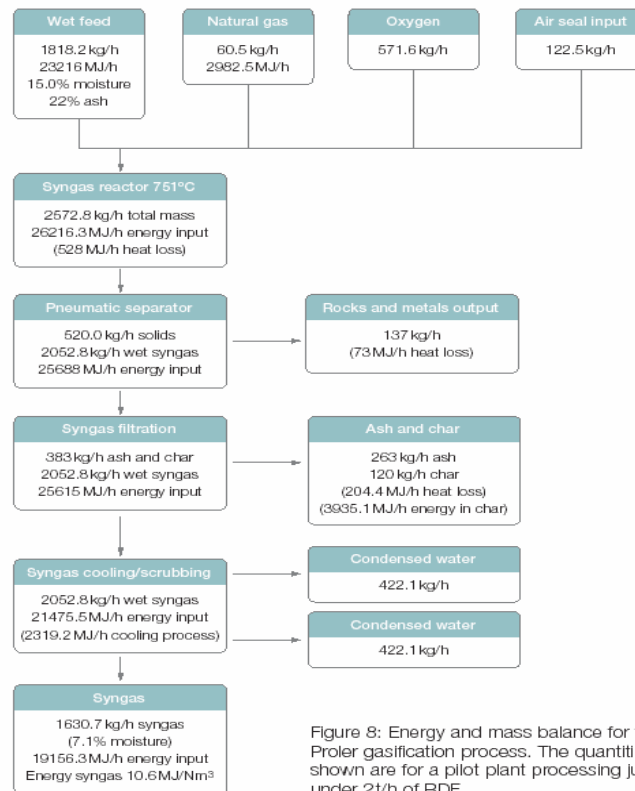 Wet feed
1818.2 kg/h
23216 MJ/h
15.0% moisture
22% ash
Natural gas
60.5 kg/h
2982.5 MJ/h
Oxygen
571.6 kg/h
Air seal input
122.5 kg/h
Syngas reactor 751ºC
2572.8 kg/h total mass
26216.3 MJ/h energy input
(528 MJ/h heat loss)
Pneumatic separator
520.0 kg/h solids
2052.8 kg/h wet syngas
25688 MJ/h energy input
Rocks and metals output
137 kg/h
(73 MJ/h heat loss)
Syngas filtration
383 kg/h ash and char
2052.8 kg/h wet syngas
25615 MJ/h energy input
Ash and char
263 kg/h ash
120 kg/h char
(204.4 MJ/h heat loss)
(3935.1 MJ/h energy in char)
Syngas cooling/scrubbing
2052.8 kg/h wet syngas
21475.5 MJ/h energy input
(2319.2 MJ/h cooling process)
Condensed water
422.1 kg/h
Condensed water
422.1 kg/h
Syngas
1630.7 kg/h syngas
(7.1% moisture)
19156.3 MJ/h energy input
Energy syngas 10.6 MJ/Nm³
Figure 8: Energy and mass balance for
Proler gasification process. The
shown are for a pilot plant processing
under 2t/h of RDF